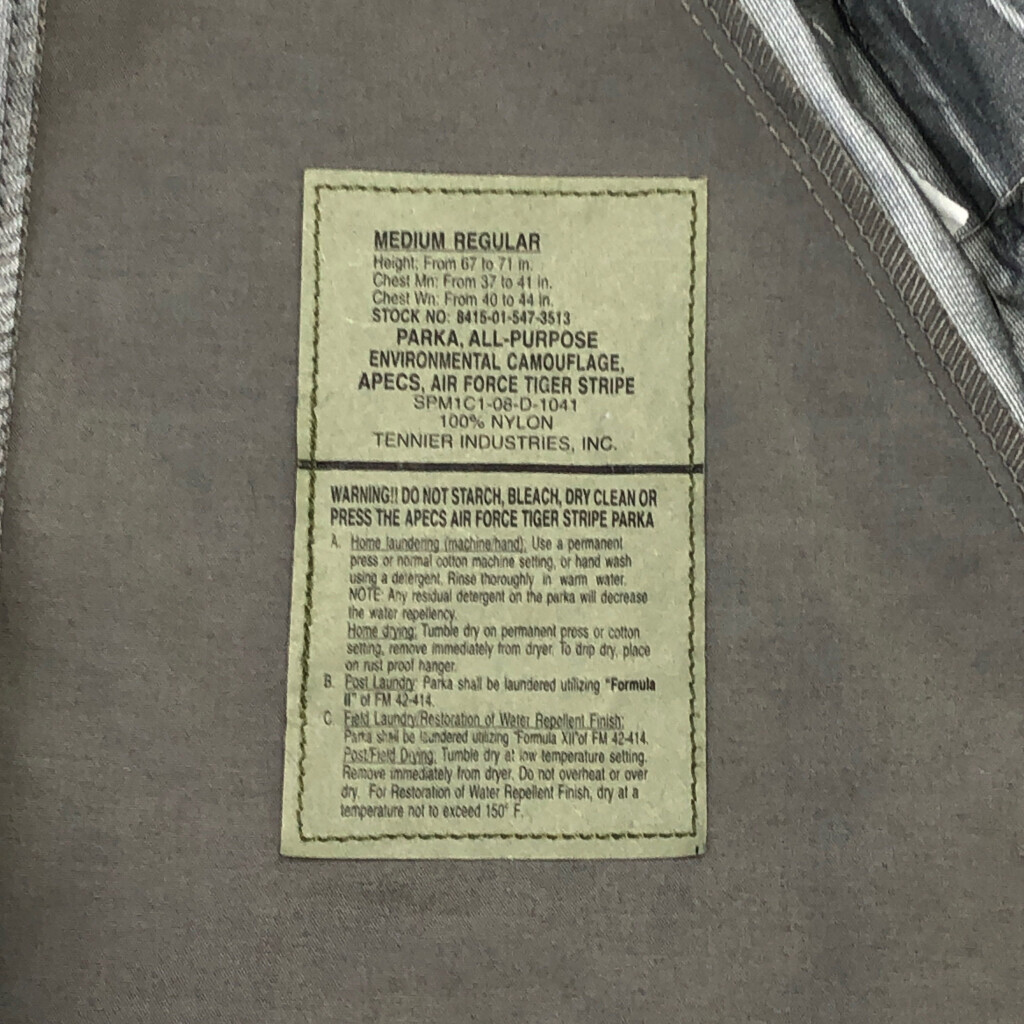 MEDIUM REGULAR
Height: From 67 to 71 in.
Chest Mn: From 37 to 41 in.
Chest Wn: From 40 to 44 in.
STOCK NO: 8415-01-547-3513
PARKA, ALL-PURPOSE
ENVIRONMENTAL CAMOUFLAGE,
APECS, AIR FORCE TIGER STRIPE
SPM1C1-08-D-1041
100% NYLON
TENNIER INDUSTRIES, INC.
WARNING!! DO NOT STARCH, BLEACH, DRY CLEAN OR
PRESS THE APECS AIR FORCE TIGER STRIPE PARKA
A. Home laundering (machine/hand): Use a permanent
press or normal cotton machine setting, or hand wash
using a detergent. Rinse thoroughly in warm water.
NOTE: Any residual detergent on the parka will decrease
the water repellency.
Home drying: Tumble dry on permanent press or cotton
setting, remove immediately from dryer. To drip dry, place
on rust proof hanger.
B. Post Laundry: Parka shall be laundered utilizing "Formula
II" of FM 42-414.
C. Field Laundry/Restoration of Water Repellent Finish:
Parka shall be laundered utilizing "Formula XII"of FM 42-414.
Post/Field Drying: Tumble dry at low temperature setting.
Remove immediately from dryer. Do not overheat or over
dry. For Restoration of Water Repellent Finish, dry at a
temperature not to exceed 150° F.